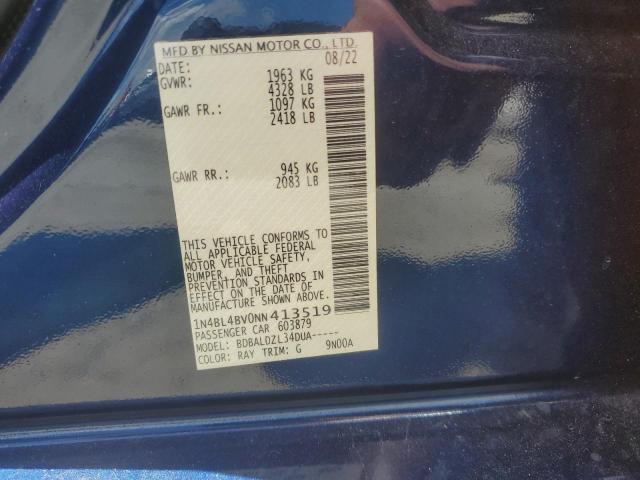 MFD BY NISSAN MOTOR CO., LTD.
DATE: 08/22
GVWR: 1963 KG
4328 LB
GAWR FR.: 1097 KG
2418 LB
GAWR RR.: 945 KG
2083 LB
THIS VEHICLE CONFORMS TO
ALL APPLICABLE FEDERAL
MOTOR VEHICLE SAFETY,
BUMPER, AND THEFT
PREVENTION STANDARDS IN
EFFECT ON THE DATE OF
MANUFACTURE SHOWN ABOVE.
1N4BL4BV0NN413519
PASSENGER CAR 603879
MODEL: BDBALDZL34DUA-----
COLOR: RAY TRIM: G 9N00A